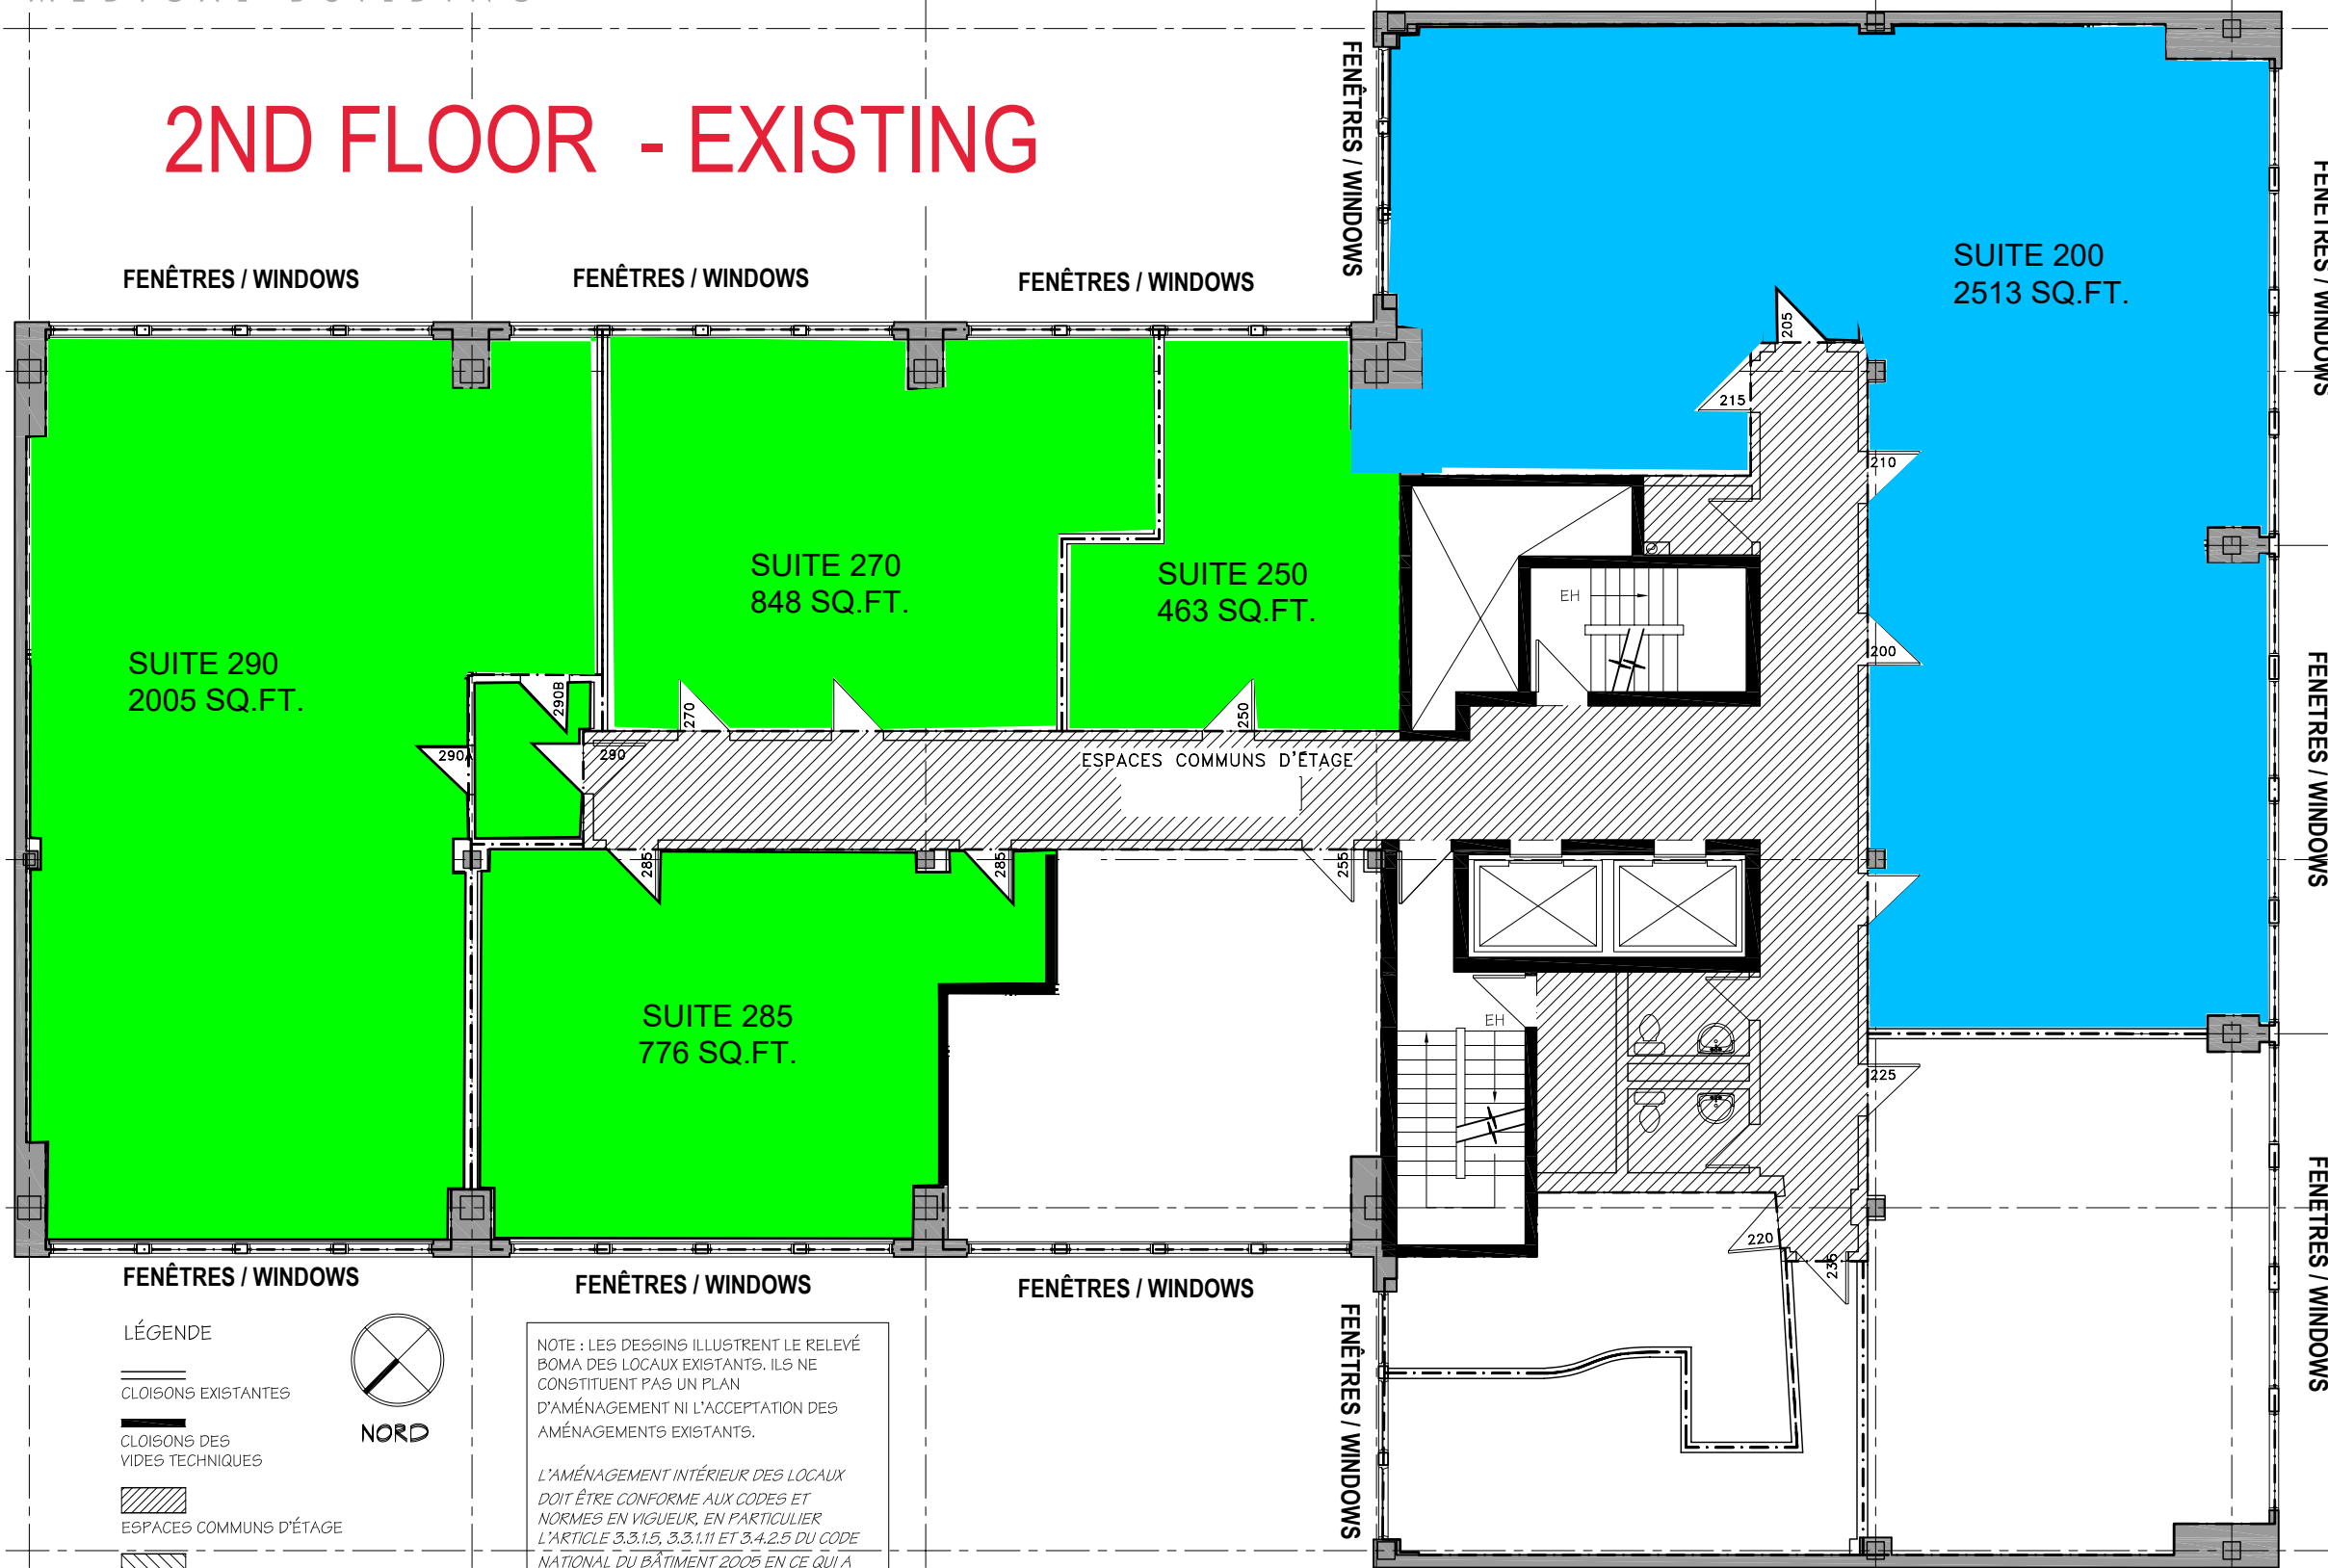 2ND FLOOR - EXISTING
FENÊTRES / WINDOWS
FENÊTRES / WINDOWS
FENÊTRES / WINDOWS
FENÊTRES / WINDOWS
FENÊTRES / WINDOWS
SUITE 200
2513 SQ.FT.
205
215
210
SUITE 270
848 SQ.FT.
SUITE 250
463 SQ.FT.
EH
SUITE 290
2005 SQ.FT.
200
290B
270
250
290A
290
ESPACES COMMUNS D'ÉTAGE
FENÊTRES / WINDOWS
285
285
255
SUITE 285
776 SQ.FT.
EH
225
220
235
FENÊTRES / WINDOWS
FENÊTRES / WINDOWS
FENÊTRES / WINDOWS
FENÊTRES / WINDOWS
FENÊTRES / WINDOWS
LÉGENDE
CLOISONS EXISTANTES
CLOISONS DES
VIDES TECHNIQUES
ESPACES COMMUNS D'ÉTAGE
NORD
NOTE : LES DESSINS ILLUSTRENT LE RELEVÉ
BOMA DES LOCAUX EXISTANTS. ILS NE
CONSTITUENT PAS UN PLAN
D'AMÉNAGEMENT NI L'ACCEPTATION DES
AMÉNAGEMENTS EXISTANTS.
L'AMÉNAGEMENT INTÉRIEUR DES LOCAUX
DOIT ÊTRE CONFORME AUX CODES ET
NORMES EN VIGUEUR, EN PARTICULIER
L'ARTICLE 3.3.1.5, 3.3.1.11 ET 3.4.2.5 DU CODE
NATIONAL DU BÂTIMENT 2005 EN CE QUI A